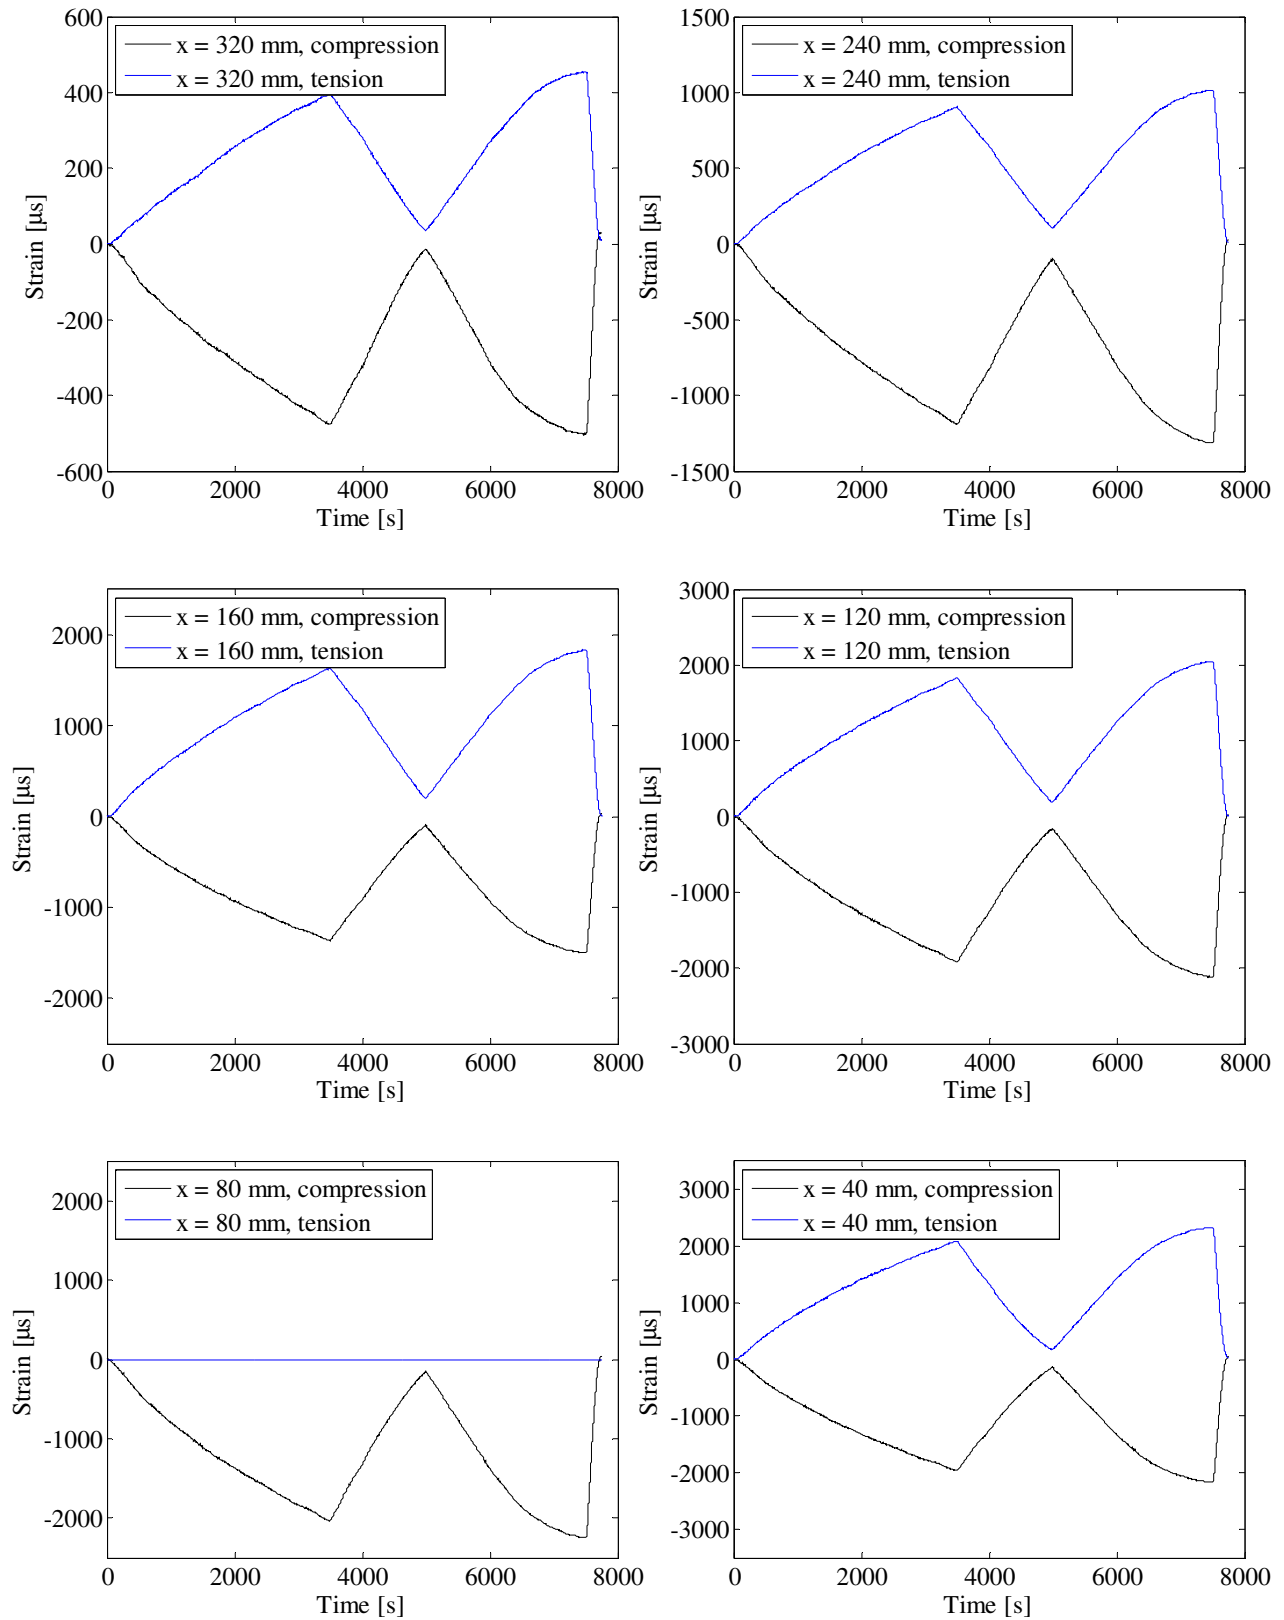 x = 320 mm, compression
x = 320 mm, tension
600
400
200
0
-200
-400
-600
Strain [μs]
0
2000
4000
6000
8000
Time [s]
x = 240 mm, compression
x = 240 mm, tension
1500
1000
500
0
-500
-1000
-1500
Strain [μs]
0
2000
4000
6000
8000
Time [s]
x = 160 mm, compression
x = 160 mm, tension
2000
1000
0
-1000
-2000
Strain [μs]
0
2000
4000
6000
8000
Time [s]
x = 120 mm, compression
x = 120 mm, tension
3000
2000
1000
0
-1000
-2000
-3000
Strain [μs]
0
2000
4000
6000
8000
Time [s]
x = 80 mm, compression
x = 80 mm, tension
2000
1000
0
-1000
-2000
Strain [μs]
0
2000
4000
6000
8000
Time [s]
x = 40 mm, compression
x = 40 mm, tension
3000
2000
1000
0
-1000
-2000
-3000
Strain [μs]
0
2000
4000
6000
8000
Time [s]